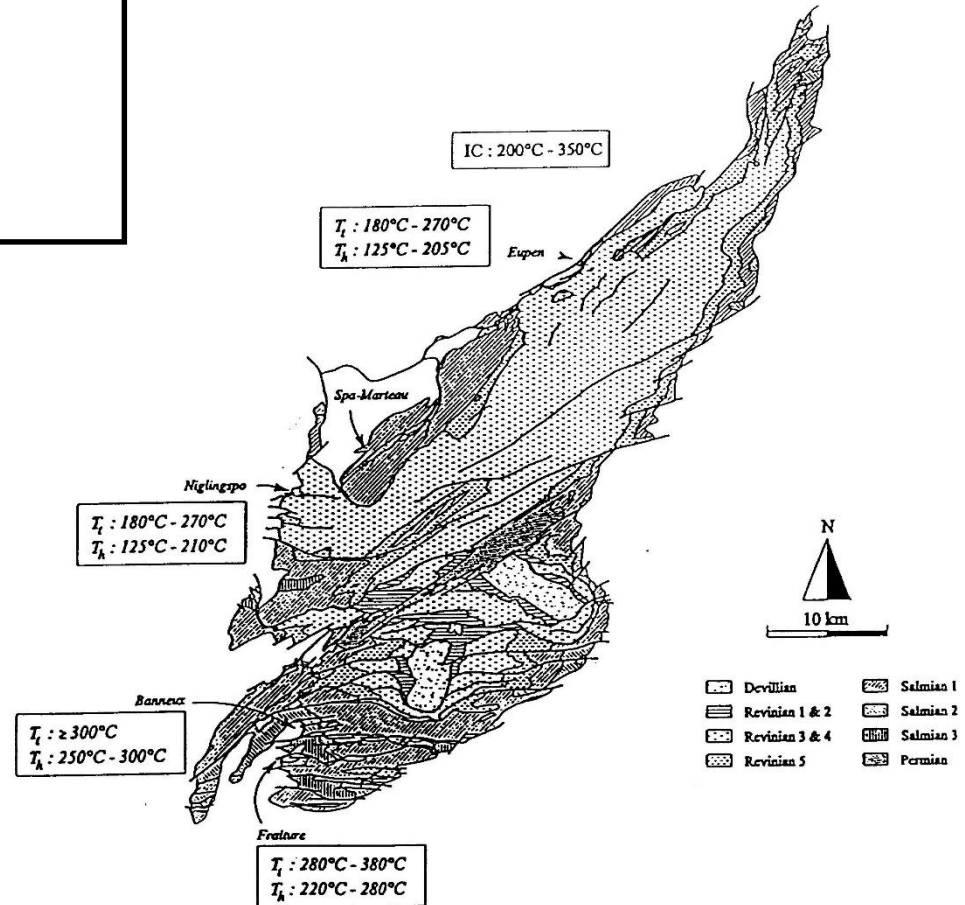 IC : 200°C - 350°C
Tt : 180°C - 270°C
Th : 125°C - 205°C
Eupen
Spa-Marteau
Niglingspo
Tt : 180°C - 270°C
Th : 125°C - 210°C
N
10 km
Banneux
Tt : ≥ 300°C
Th : 250°C - 300°C
Fraiture
Tt : 280°C - 380°C
Th : 220°C - 280°C
Devillian
Revinian 1 & 2
Revinian 3 & 4
Revinian 5
Salmian 1
Salmian 2
Salmian 3
Permian